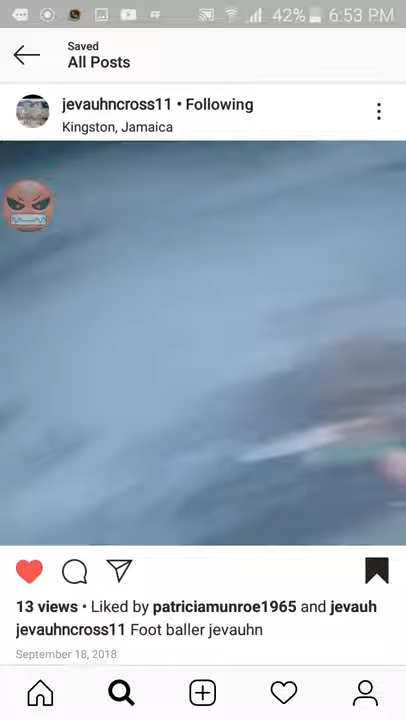 42% 6:53 PM
Saved
All Posts
jevauhncross11 • Following
Kingston, Jamaica
13 views • Liked by patriciamunroe1965 and jevauh
jevauhncross11 Foot baller jevauhn
September 18, 2018